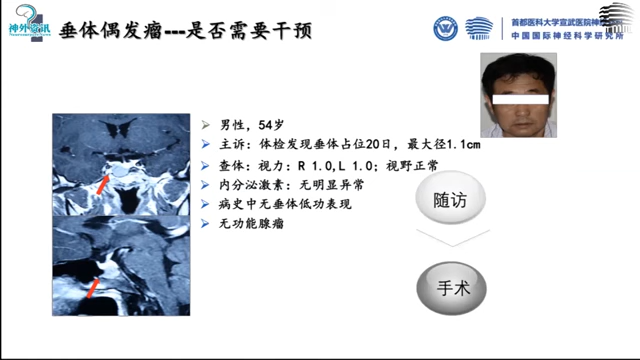 神外资讯
垂体偶发瘤---是否需要干预
首都医科大学宣武医院神经
中国国际神经科学研究所
男性，54岁
主诉：体检发现垂体占位20日，最大径1.1cm
查体：视力：R 1.0,L 1.0；视野正常
内分泌激素：无明显异常
病史中无垂体低功表现
无功能腺瘤
随访
手术